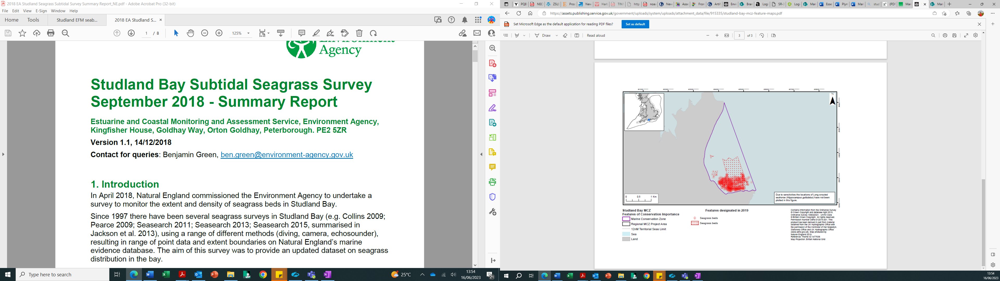 2018 EA Studland Seagrass Subtidal Survey Summary Report_NE.pdf - Adobe Acrobat Pro (32-bit)
File Edit View E-Sign Window Help
Home Tools Studland EFM seab... 2018 EA Studland S... ×
1 / 8 125%
Agency
Studland Bay Subtidal Seagrass Survey
September 2018 - Summary Report
Estuarine and Coastal Monitoring and Assessment Service, Environment Agency,
Kingfisher House, Goldhay Way, Orton Goldhay, Peterborough. PE2 5ZR
Version 1.1, 14/12/2018
Contact for queries: Benjamin Green, ben.green@environment-agency.gov.uk
1. Introduction
In April 2018, Natural England commissioned the Environment Agency to undertake a
survey to monitor the extent and density of seagrass beds in Studland Bay.
Since 1997 there have been several seagrass surveys in Studland Bay (e.g. Collins 2009;
Pearce 2009; Seasearch 2011; Seasearch 2013; Seasearch 2015, summarised in
Jackson et al. 2013), using a range of different methods (diving, camera, echosounder),
resulting in range of point data and extent boundaries on Natural England's marine
evidence database. The aim of this survey was to provide an updated dataset on seagrass
distribution in the bay.
Type here to search
25°C
13:54
16/06/2023
21
PQB NEC ZSL Proc New Harb TIN1 http noa Nev Asse Fron Artif Envi Bran Logi SR-3 Logi Mar Esse Plyn Mar stud (PDF Mar Mar
https://assets.publishing.service.gov.uk/government/uploads/system/uploads/attachment_data/file/915335/studland-bay-mcz-feature-maps.pdf
Set Microsoft Edge as the default application for reading PDF files? Set as default
Draw Read aloud 3 of 3
N
0 0.5 1 Km
Due to sensitivities the locations of Long snouted
seahorse (Hippocampus guttulatus) have not been
plotted in this figure.
Studland Bay MCZ
Features of Conservation Importance
Marine Conservation Zone
Regional MCZ Project Area
12nM Territorial Seas Limit
Sea
Land
Features designated in 2019
Seagrass beds
Seagrass beds
Contains information from the Ordnance Survey
© Crown Copyright and database right 2019.
Ordnance Survey 100022021. UKHO Data
© British Crown Copyright. All rights reserved.
Permission Number Defra 012019.001. This
product has been derived in part from material
obtained from the UK Hydrographic Office with
the permission of the Controller of Her Majesty's
Stationery Office and UK Hydrographic Office
(www.ukho.gov.uk). Map produced by
Natural England 2019.
Reference: Theme ID:1477636
Map Projection: British National Grid
13:54
16/06/2023